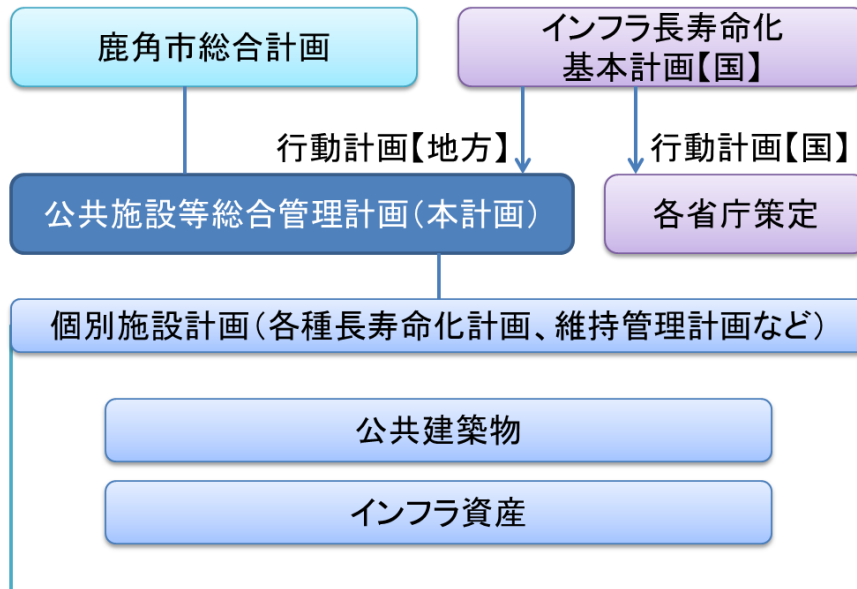 鹿角市総合計画
インフラ長寿命化
基本計画【国】
行動計画【地方】
行動計画【国】
公共施設等総合管理計画(本計画)
各省庁策定
個別施設計画(各種長寿命化計画、維持管理計画など)
公共建築物
インフラ資産